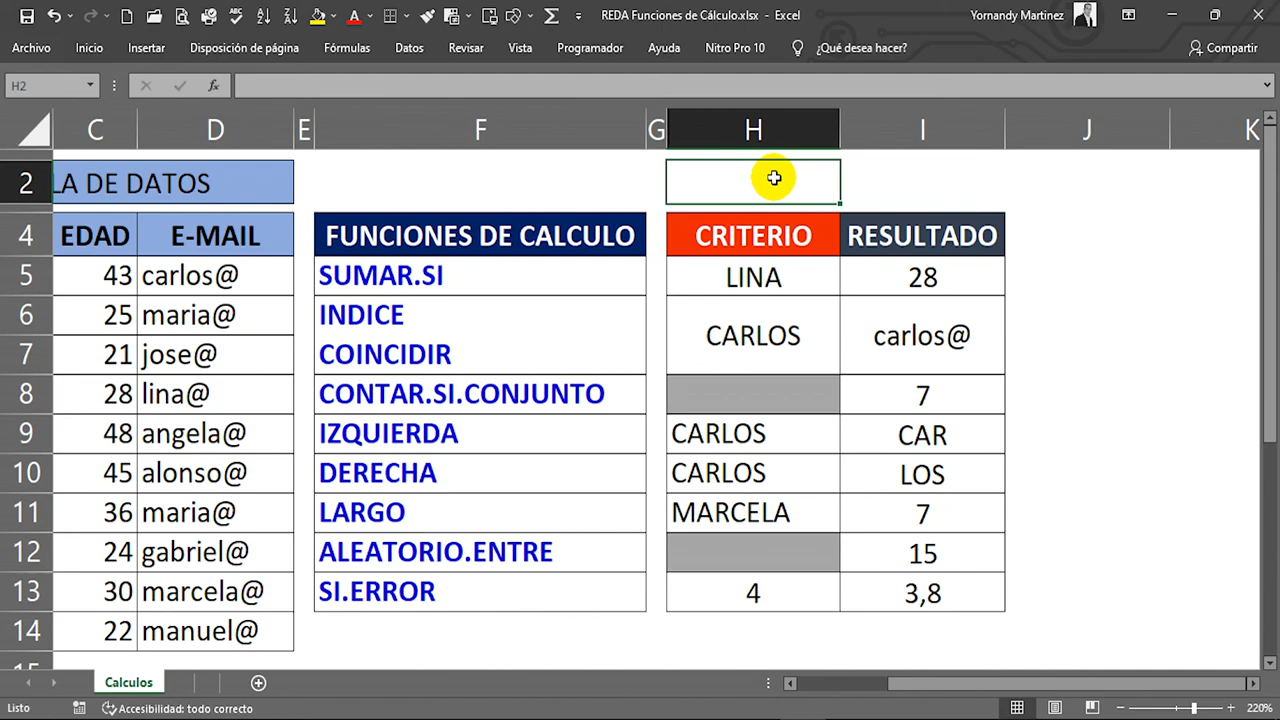 REDA Funciones de Cálculo.xlsx - Excel
Yornandy Martinez
Archivo Inicio Insertar Disposición de página Fórmulas Datos Revisar Vista Programador Ayuda Nitro Pro 10 ¿Qué desea hacer? Compartir
H2 fx
C D E F G H I J K
2 LA DE DATOS
4 EDAD E-MAIL FUNCIONES DE CALCULO CRITERIO RESULTADO
5 43 carlos@ SUMAR.SI LINA 28
6 25 maria@ INDICE CARLOS carlos@
7 21 jose@ COINCIDIR
8 28 lina@ CONTAR.SI.CONJUNTO 7
9 48 angela@ IZQUIERDA CARLOS CAR
10 45 alonso@ DERECHA CARLOS LOS
11 36 maria@ LARGO MARCELA 7
12 24 gabriel@ ALEATORIO.ENTRE 15
13 30 marcela@ SI.ERROR 4 3,8
14 22 manuel@
15
Calculos
Listo Accesibilidad: todo correcto 220%